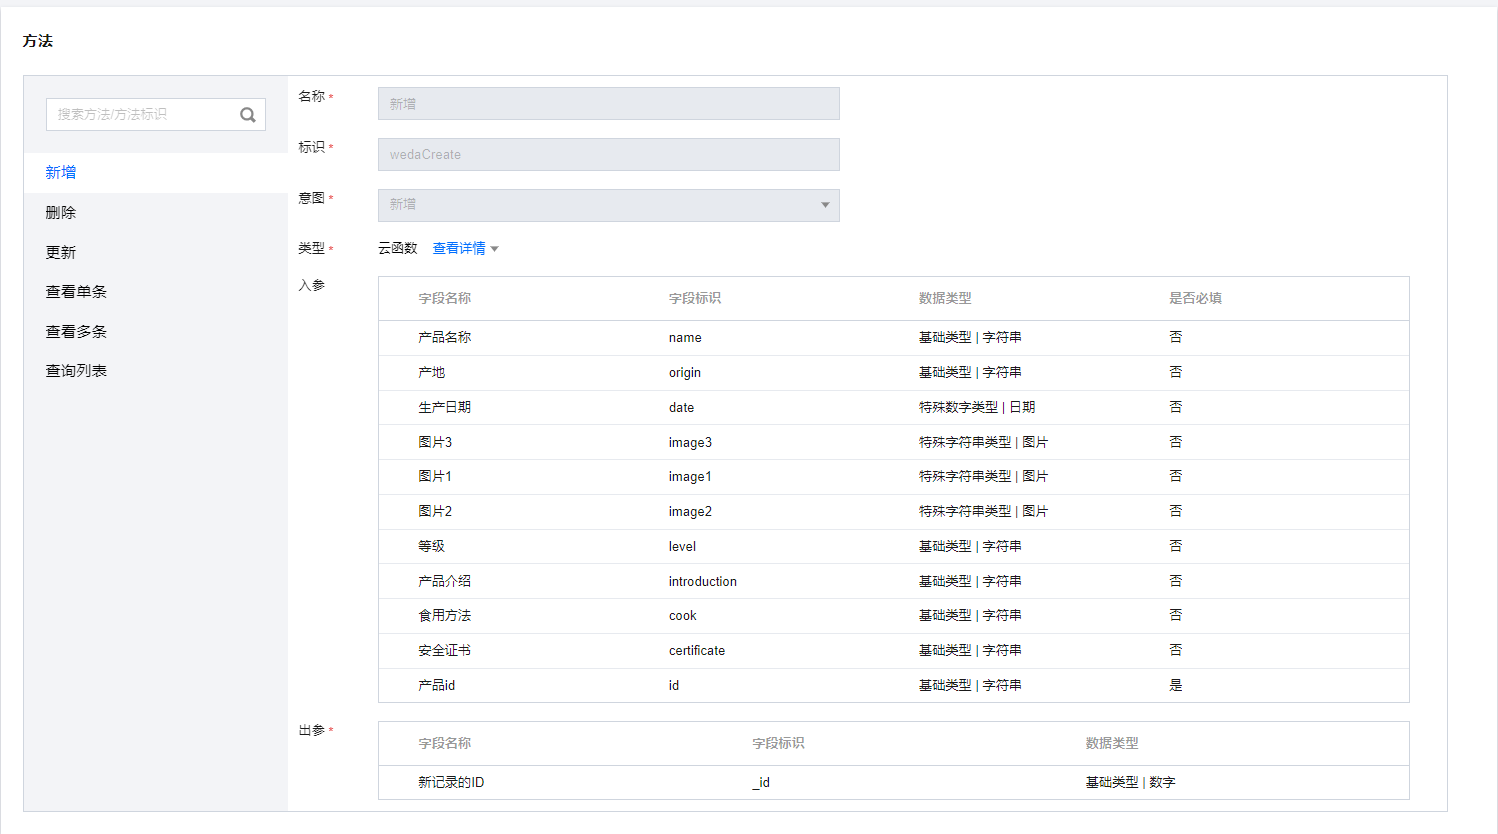 方法
搜索方法/方法标识
新增
删除
更新
查看单条
查看多条
查询列表
名称 * 新增
标识 * wedaCreate
意图 * 新增
类型 * 云函数 查看详情
入参
字段名称 字段标识 数据类型 是否必填
产品名称 name 基础类型 | 字符串 否
产地 origin 基础类型 | 字符串 否
生产日期 date 特殊数字类型 | 日期 否
图片3 image3 特殊字符串类型 | 图片 否
图片1 image1 特殊字符串类型 | 图片 否
图片2 image2 特殊字符串类型 | 图片 否
等级 level 基础类型 | 字符串 否
产品介绍 introduction 基础类型 | 字符串 否
食用方法 cook 基础类型 | 字符串 否
安全证书 certificate 基础类型 | 字符串 否
产品id id 基础类型 | 字符串 是
出参 *
字段名称 字段标识 数据类型
新记录的ID _id 基础类型 | 数字